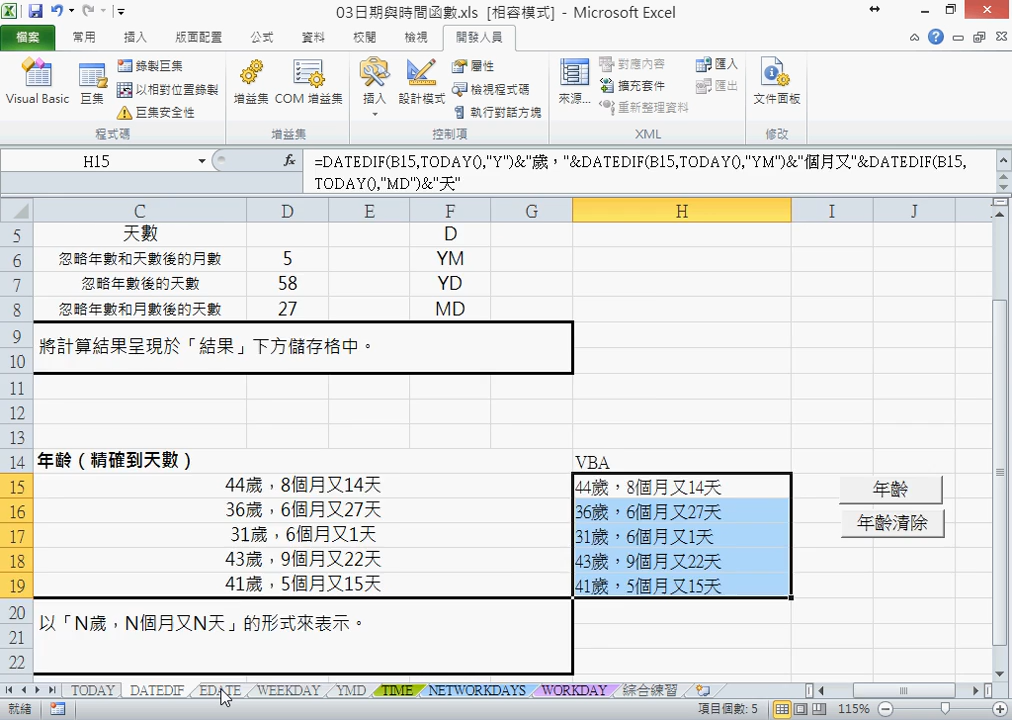 03日期與時間函數.xls [相容模式] - Microsoft Excel
檔案 常用 插入 版面配置 公式 資料 校閱 檢視 開發人員
Visual Basic 巨集 錄製巨集 以相對位置錄製 巨集安全性
增益集 COM 增益集
插入 設計模式 屬性 檢視程式碼 執行對話方塊
來源... 對應內容 擴充套件 重新整理資料 匯入 匯出
文件面板
程式碼 增益集 控制項 XML 修改
H15 fx =DATEDIF(B15,TODAY(),"Y")&"歲，"&DATEDIF(B15,TODAY(),"YM")&"個月又"&DATEDIF(B15,
TODAY(),"MD")&"天"
C D E F G H I J
5 天數 D
6 忽略年數和天數後的月數 5 YM
7 忽略年數後的天數 58 YD
8 忽略年數和月數後的天數 27 MD
9 將計算結果呈現於「結果」下方儲存格中。
10
11
12
13
14 年齡（精確到天數） VBA
15 44歲，8個月又14天 44歲，8個月又14天 年齡
16 36歲，6個月又27天 36歲，6個月又27天 年齡清除
17 31歲，6個月又1天 31歲，6個月又1天
18 43歲，9個月又22天 43歲，9個月又22天
19 41歲，5個月又15天 41歲，5個月又15天
20 以「N歲，N個月又N天」的形式來表示。
21
22
TODAY DATEDIF EDATE WEEKDAY YMD TIME NETWORKDAYS WORKDAY 綜合練習
就緒 項目個數: 5 115%